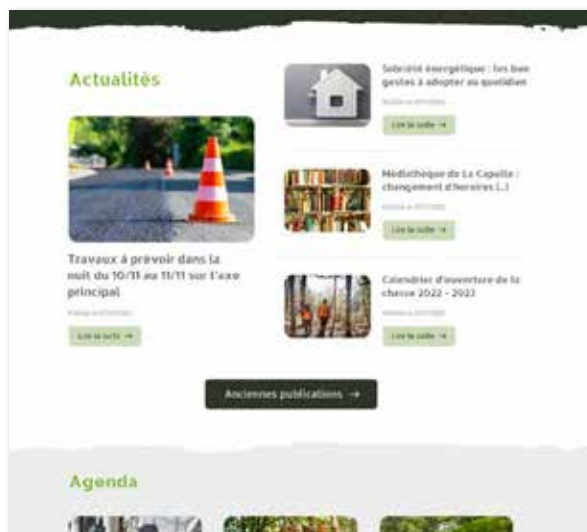 Actualités
Travaux à prévoir dans la
nuit du 10/11 au 11/11 sur l'axe
principal
Lire la suite →
Sobriété énergétique : les bon
gestes à adopter au quotidien
Lire la suite →
Médiathèque de La Capelle :
changement d'horaires (...)
Lire la suite →
Calendrier d'ouverture de la
chasse 2022 - 2023
Lire la suite →
Anciennes publications →
Agenda